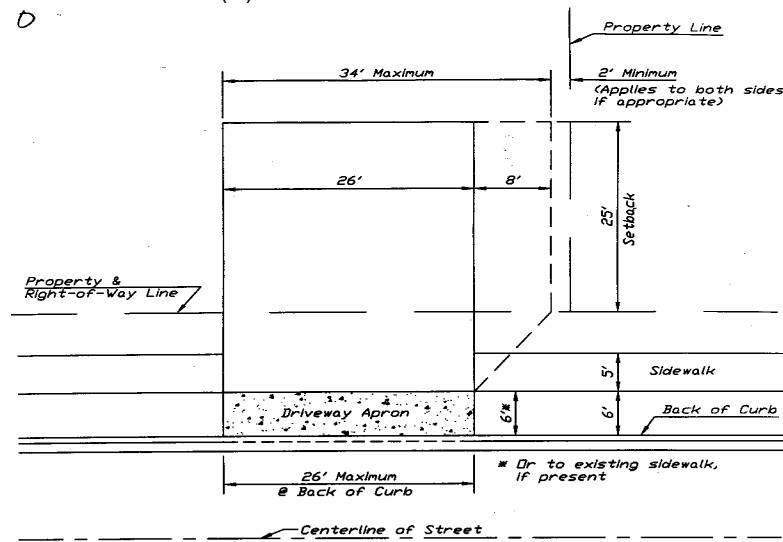 D
Property Line
34' Maximum
2' Minimum
(Applies to both sides
if appropriate)
26'
8'
25'
Setback
Property &
Right-of-Way Line
5'
Sidewalk
Driveway Apron
6'*
6'
Back of Curb
26' Maximum
@ Back of Curb
* Or to existing sidewalk,
if present
Centerline of Street